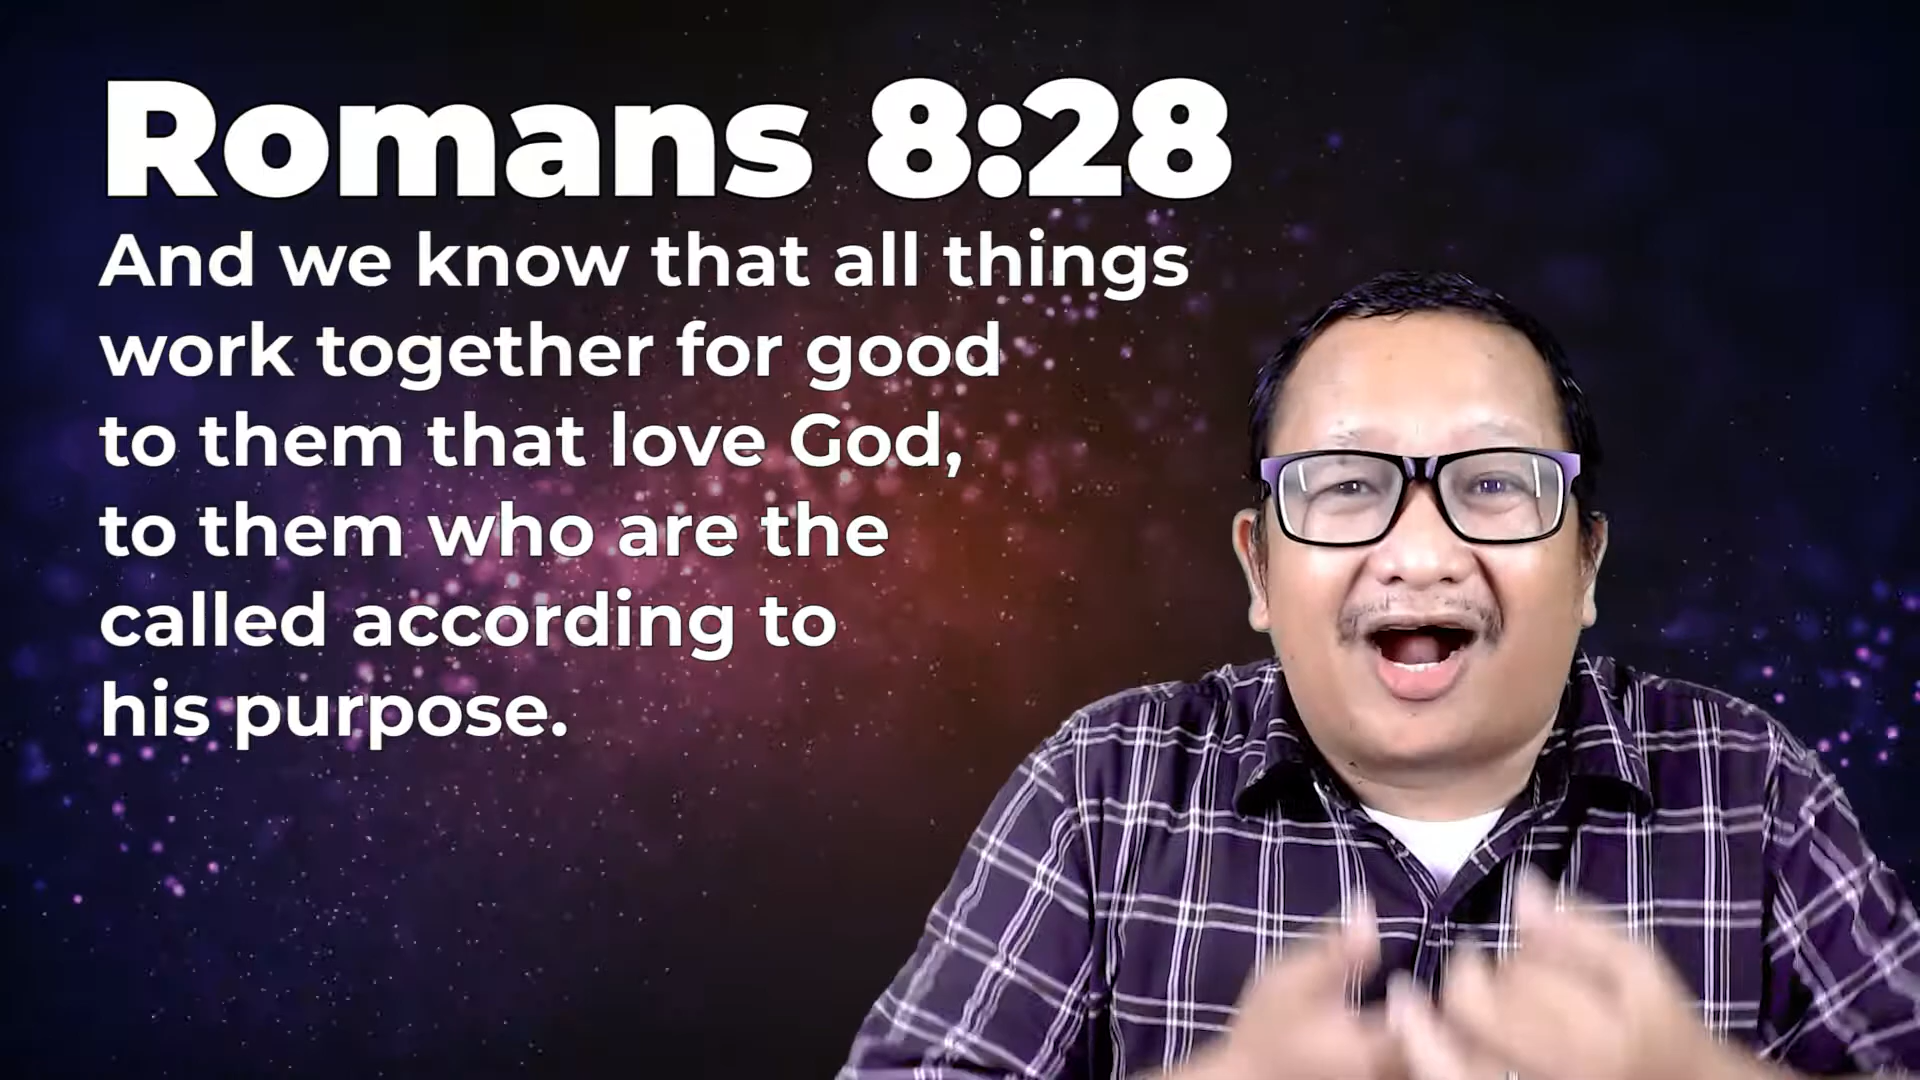 Romans 8:28
And we know that all things
work together for good
to them that love God,
to them who are the
called according to
his purpose.